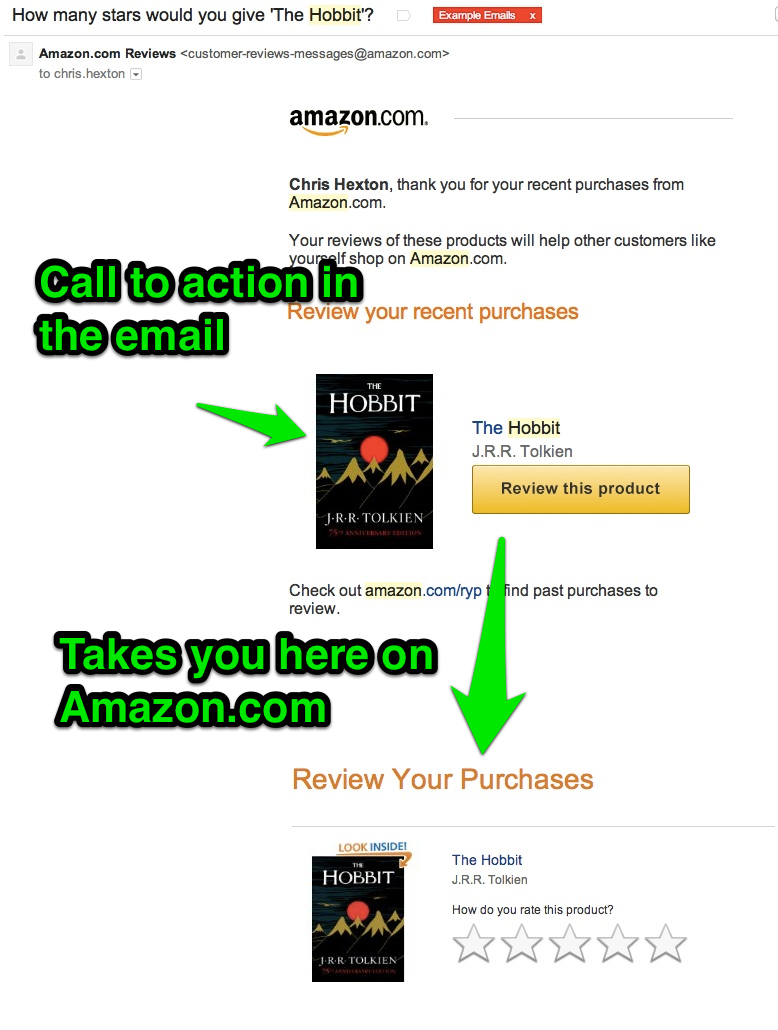 How many stars would you give 'The Hobbit'?
Example Emails x
Amazon.com Reviews <customer-reviews-messages@amazon.com>
to chris.hexton
amazon.com.
Chris Hexton, thank you for your recent purchases from
Amazon.com.
Your reviews of these products will help other customers like
yourself shop on Amazon.com.
Call to action in
the email
Review your recent purchases
THE
HOBBIT
J·R·R·TOLKIEN
75TH ANNIVERSARY EDITION
The Hobbit
J.R.R. Tolkien
Review this product
Check out amazon.com/ryp to find past purchases to
review.
Takes you here on
Amazon.com
Review Your Purchases
LOOK INSIDE!
THE
HOBBIT
J·R·R·TOLKIEN
75TH ANNIVERSARY EDITION
The Hobbit
J.R.R. Tolkien
How do you rate this product?